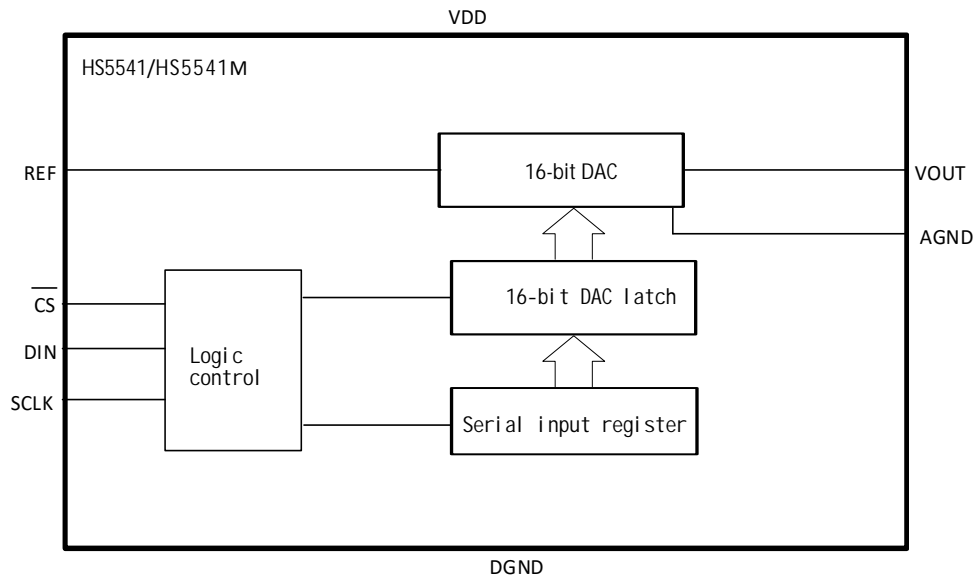 VDD
HS5541/HS5541M
REF
16-bit DAC
VOUT
AGND
CS
16-bit DAC latch
DIN
Logic
control
SCLK
Serial input register
DGND